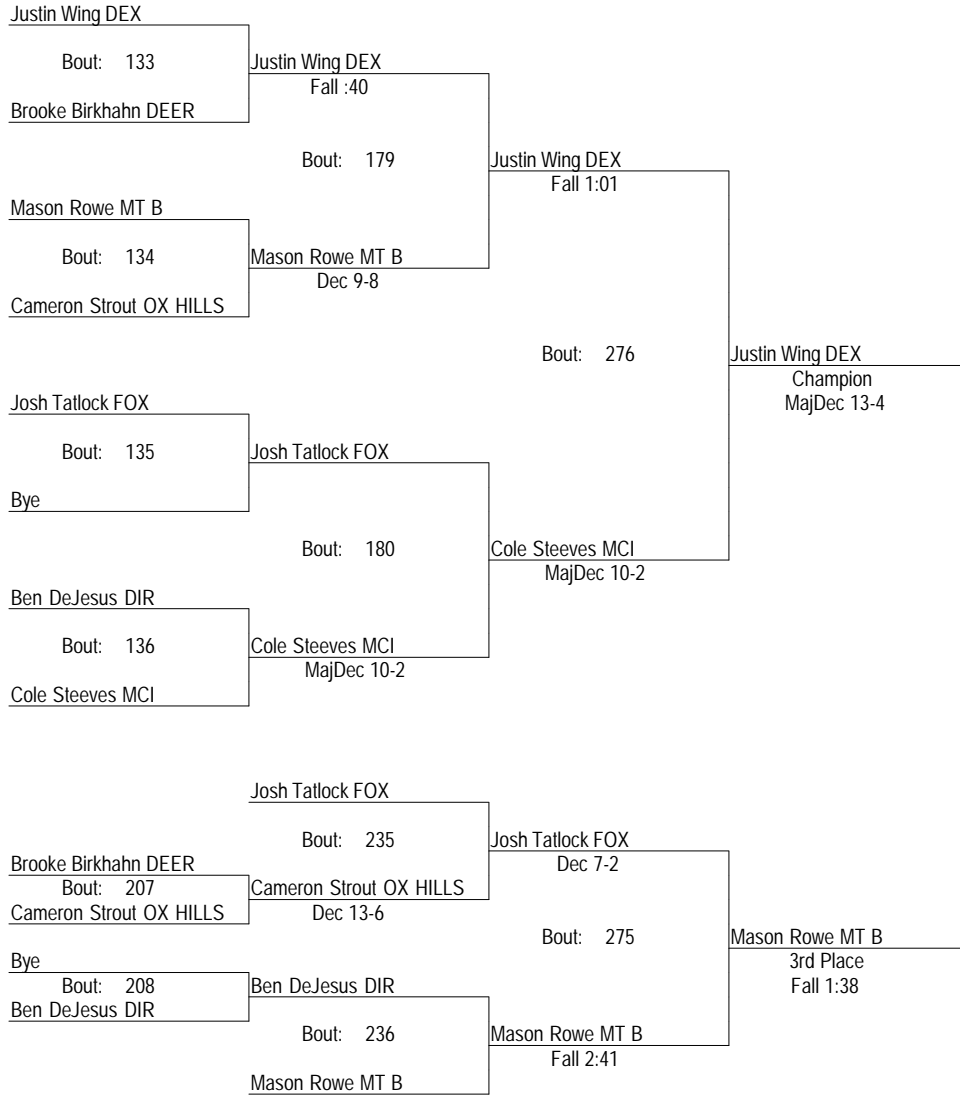 Justin Wing DEX
Bout: 133
Justin Wing DEX
Fall :40
Brooke Birkhahn DEER
Bout: 179
Justin Wing DEX
Fall 1:01
Mason Rowe MT B
Bout: 134
Mason Rowe MT B
Dec 9-8
Cameron Strout OX HILLS
Bout: 276
Justin Wing DEX
Champion
MajDec 13-4
Josh Tatlock FOX
Bout: 135
Josh Tatlock FOX
Bye
Bout: 180
Cole Steeves MCI
MajDec 10-2
Ben DeJesus DIR
Bout: 136
Cole Steeves MCI
MajDec 10-2
Cole Steeves MCI
Josh Tatlock FOX
Bout: 235
Josh Tatlock FOX
Dec 7-2
Brooke Birkhahn DEER
Bout: 207
Cameron Strout OX HILLS
Cameron Strout OX HILLS
Dec 13-6
Bout: 275
Mason Rowe MT B
3rd Place
Fall 1:38
Bye
Bout: 208
Ben DeJesus DIR
Ben DeJesus DIR
Bout: 236
Mason Rowe MT B
Fall 2:41
Mason Rowe MT B